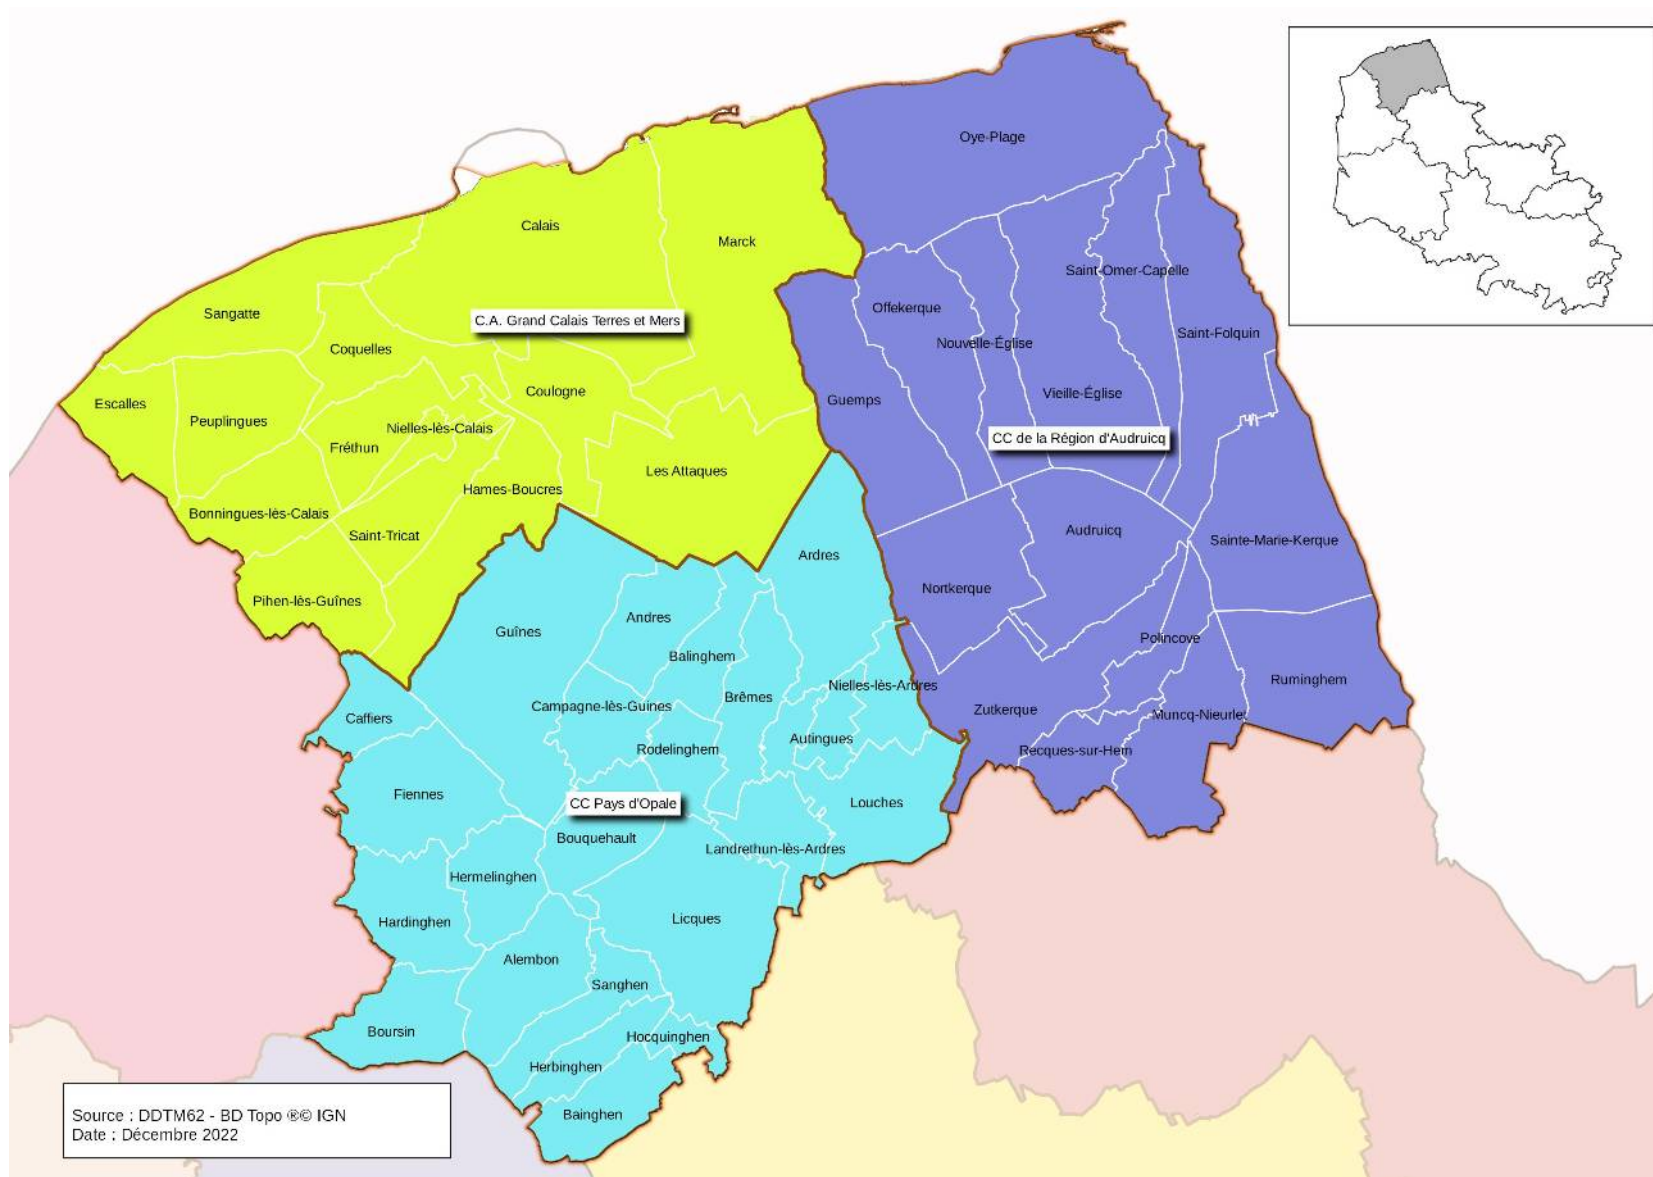 Oye-Plage
Calais
Marck
Saint-Omer-Capelle
Sangatte
Offekerque
C.A. Grand Calais Terres et Mers
Saint-Folquin
Coquelles
Nouvelle-Église
Escalles
Coulogne
Vieille-Église
Guemps
Peuplingues
Nielles-lès-Calais
CC de la Région d'Audruicq
Fréthun
Les Attaques
Hames-Boucres
Bonningues-lès-Calais
Saint-Tricat
Audruicq
Sainte-Marie-Kerque
Ardres
Nortkerque
Pihen-lès-Guînes
Andres
Guînes
Polincove
Balinghem
Ruminghem
Nielles-lès-Ardres
Brêmes
Campagne-lès-Guines
Zutkerque
Muncq-Nieurlet
Caffiers
Autingues
Rodelinghem
Recques-sur-Hem
Fiennes
CC Pays d'Opale
Louches
Bouquehault
Landrethun-lès-Ardres
Hermelinghen
Hardinghen
Licques
Alembon
Sanghen
Boursin
Hocquinghen
Herbinghen
Bainghen
Source : DDTM62 - BD Topo ®© IGN
Date : Décembre 2022